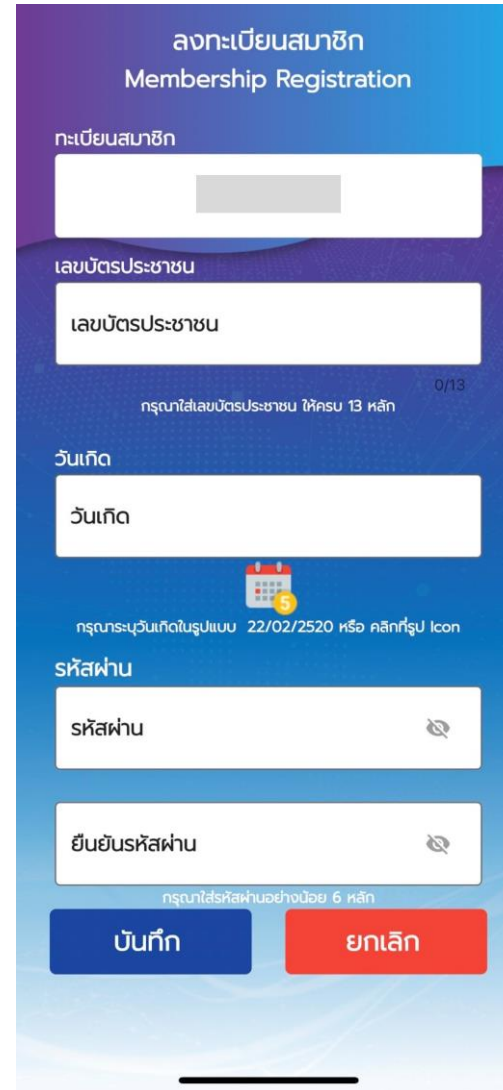 ลงทะเบียนสมาชิก
Membership Registration
ทะเบียนสมาชิก
เลขบัตรประชาชน
เลขบัตรประชาชน
0/13
กรุณาใส่เลขบัตรประชาชน ให้ครบ 13 หลัก
วันเกิด
วันเกิด
5
กรุณาระบุวันเกิดในรูปแบบ 22/02/2520 หรือ คลิกที่รูป Icon
รหัสผ่าน
รหัสผ่าน
ยืนยันรหัสผ่าน
กรุณาใส่รหัสผ่านอย่างน้อย 6 หลัก
บันทึก ยกเลิก